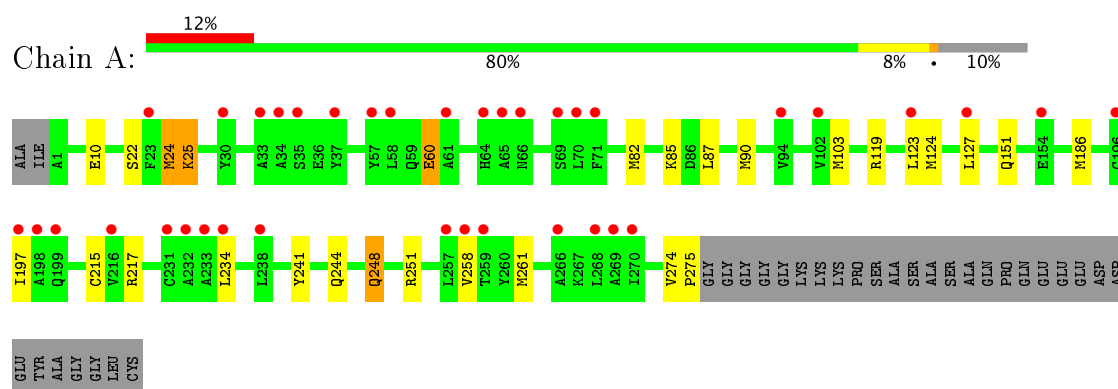 12%
Chain A:
80% 8% • 10%
ALA ILE A1 E10 S22 F23 M24 K25 Y30 A33 A34 S35 E36 Y37 Y57 L58 Q59 E60 A61 H64 A65 N66 S69 L70 F71 M82 K85 D86 L87 M90 V94 V102 M103 R119 L123 M124 L127 Q151 E154 M186
I197 A198 Q199 C215 V216 R217 C231 A232 A233 L234 L238 Y241 Q244 Q248 R251 L257 V258 T259 Y260 M261 A266 K267 L268 A269 I270 V274 P275 GLY GLY GLY GLY GLY LYS LYS LYS PRO SER ALA SER ALA SER ALA GLN PRO GLN GLU GLU GLU ASP ASP
GLU TYR ALA GLY GLY LEU CYS